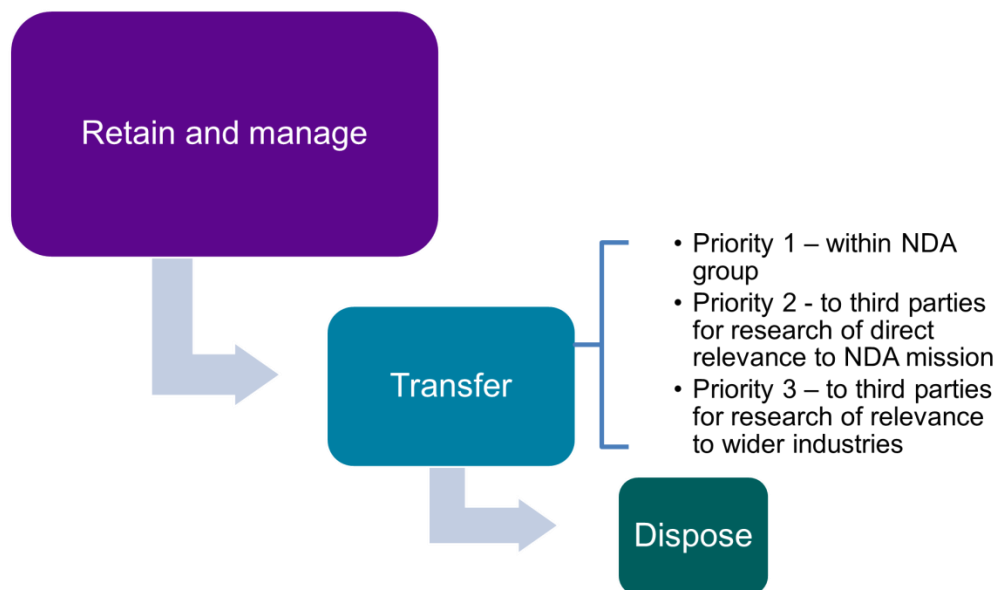 Retain and manage
• Priority 1 – within NDA
group
• Priority 2 - to third parties
for research of direct
relevance to NDA mission
• Priority 3 – to third parties
for research of relevance
to wider industries
Transfer
Dispose